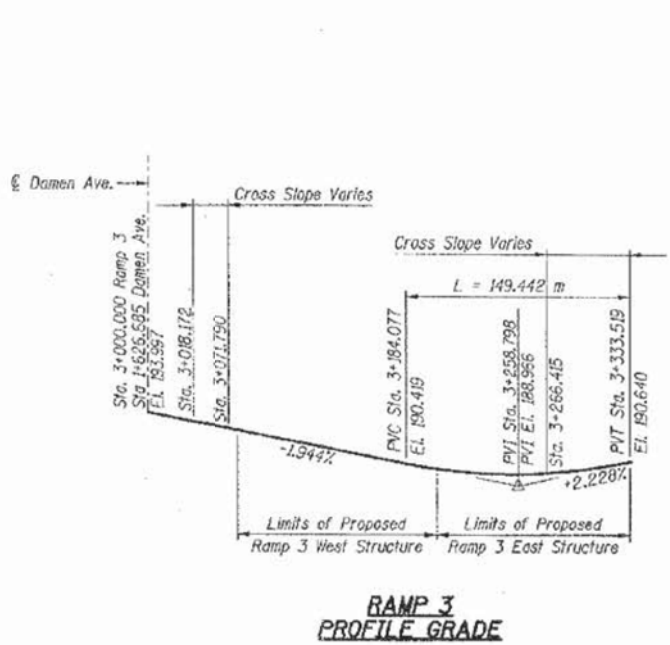 ℄ Damen Ave.
Cross Slope Varies
Cross Slope Varies
L = 149.442 m
Sta. 3+000.000 Ramp 3
Sta 1+626.685 Damen Ave.
El. 193.997
Sta. 3+018.172
Sta. 3+071.790
PVC Sta. 3+184.077
El. 190.419
PVI Sta. 3+258.798
PVI El. 188.966
Sta. 3+266.415
PVT Sta. 3+333.519
El. 190.640
-1.944%
+2.228%
Limits of Proposed
Ramp 3 West Structure
Limits of Proposed
Ramp 3 East Structure
RAMP 3
PROFILE GRADE